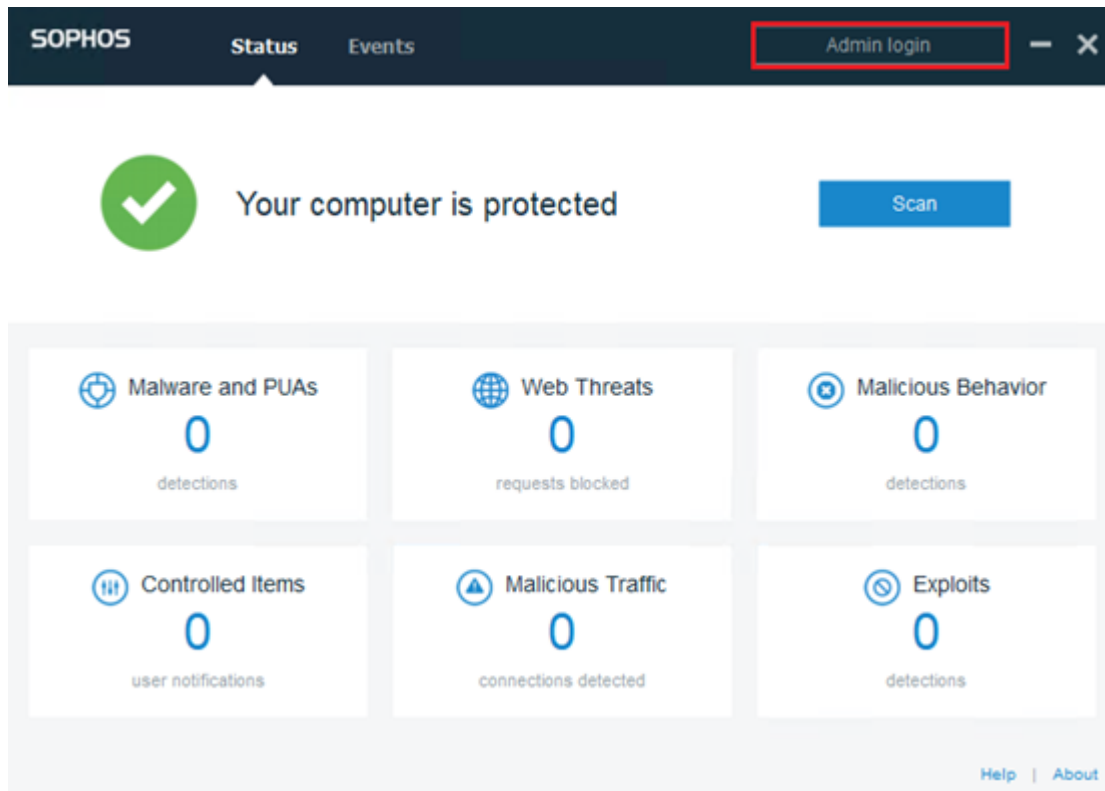 SOPHOS Status Events Admin login
Your computer is protected Scan
Malware and PUAs
0
detections
Web Threats
0
requests blocked
Malicious Behavior
0
detections
Controlled Items
0
user notifications
Malicious Traffic
0
connections detected
Exploits
0
detections
Help | About